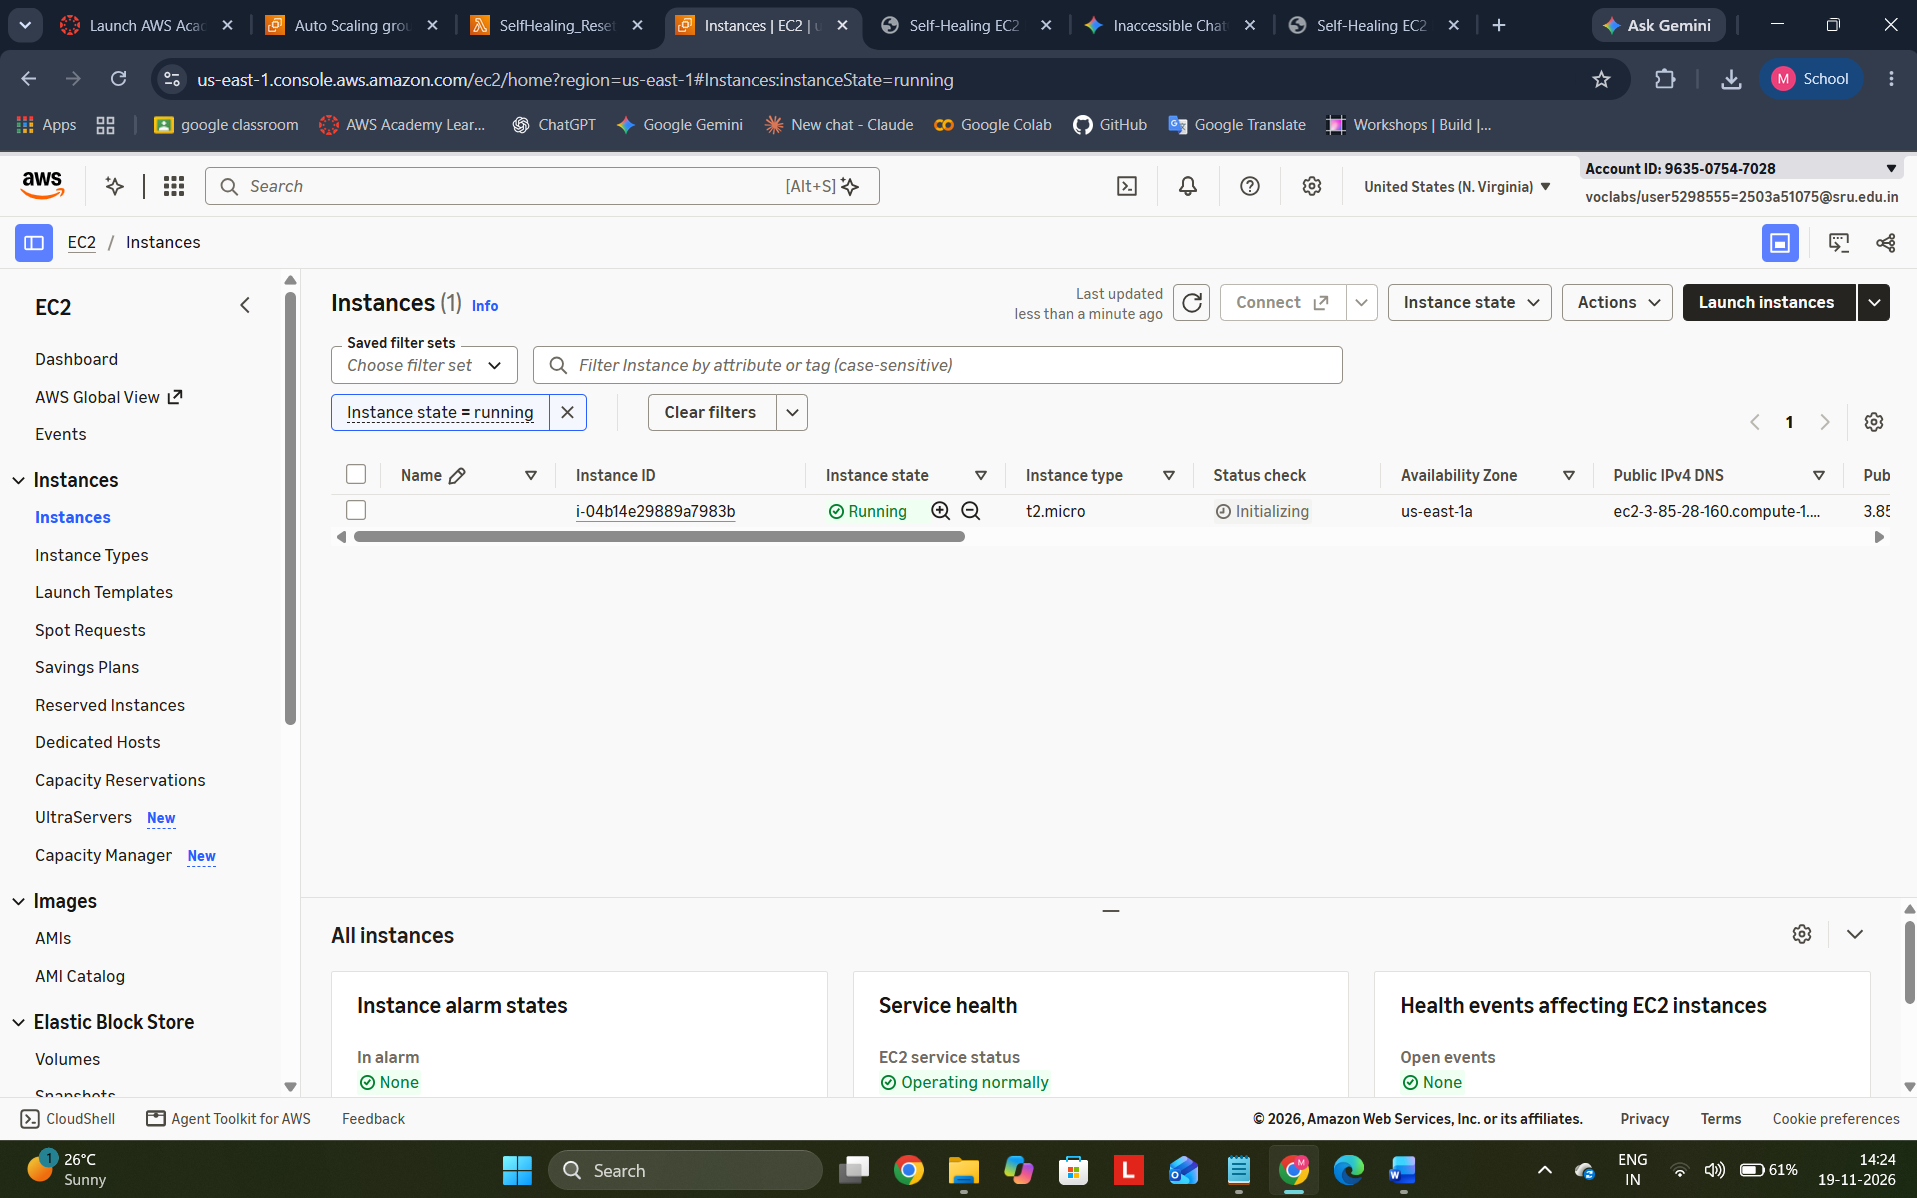 Launch AWS Aca
Auto Scaling grou
SelfHealing_Reset
Instances | EC2 | u
Self-Healing EC2
Inaccessible Chat
Self-Healing EC2
Ask Gemini
us-east-1.console.aws.amazon.com/ec2/home?region=us-east-1#Instances:instanceState=running
M School
Apps
google classroom
AWS Academy Lear...
ChatGPT
Google Gemini
New chat - Claude
Google Colab
GitHub
Google Translate
Workshops | Build |...
aws
Search
[Alt+S]
United States (N. Virginia)
Account ID: 9635-0754-7028
voclabs/user5298555=2503a51075@sru.edu.in
EC2 / Instances
EC2
Dashboard
AWS Global View
Events
Instances
Instances
Instance Types
Launch Templates
Spot Requests
Savings Plans
Reserved Instances
Dedicated Hosts
Capacity Reservations
UltraServers New
Capacity Manager New
Images
AMIs
AMI Catalog
Elastic Block Store
Volumes
Snapshots
Instances (1) Info
Last updated
less than a minute ago
Connect
Instance state
Actions
Launch instances
Saved filter sets
Choose filter set
Filter Instance by attribute or tag (case-sensitive)
Instance state = running
Clear filters
1
Name
Instance ID
Instance state
Instance type
Status check
Availability Zone
Public IPv4 DNS
Pub
i-04b14e29889a7983b
Running
t2.micro
Initializing
us-east-1a
ec2-3-85-28-160.compute-1....
3.85
All instances
Instance alarm states
In alarm
None
Service health
EC2 service status
Operating normally
Health events affecting EC2 instances
Open events
None
CloudShell
Agent Toolkit for AWS
Feedback
© 2026, Amazon Web Services, Inc. or its affiliates.
Privacy
Terms
Cookie preferences
1
26°C
Sunny
Search
L
W
ENG
IN
61%
14:24
19-11-2026